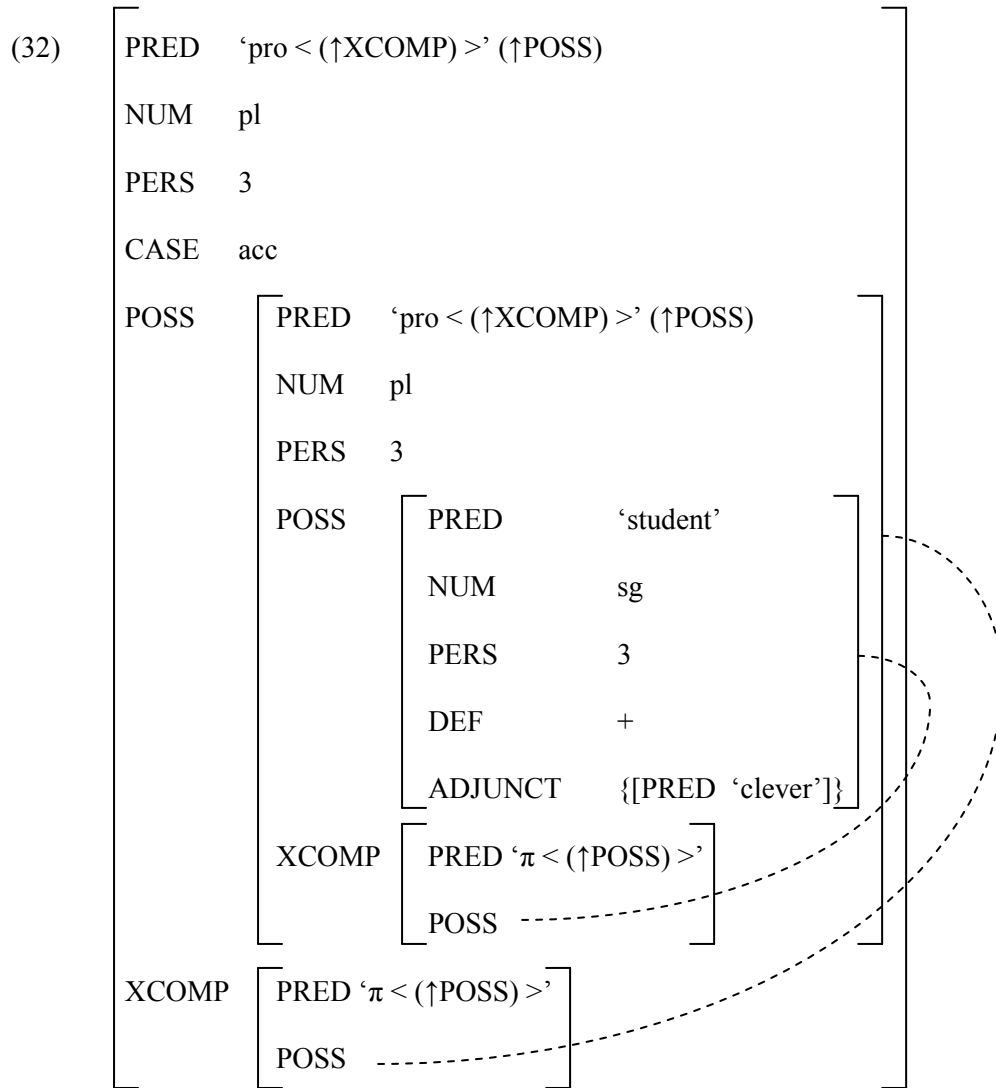 (32) PRED ‘pro < (↑XCOMP) >’ (↑POSS)
NUM pl
PERS 3
CASE acc
POSS PRED ‘pro < (↑XCOMP) >’ (↑POSS)
NUM pl
PERS 3
POSS PRED ‘student’
NUM sg
PERS 3
DEF +
ADJUNCT {[PRED ‘clever’]}
XCOMP PRED ‘π < (↑POSS) >’
POSS
XCOMP PRED ‘π < (↑POSS) >’
POSS